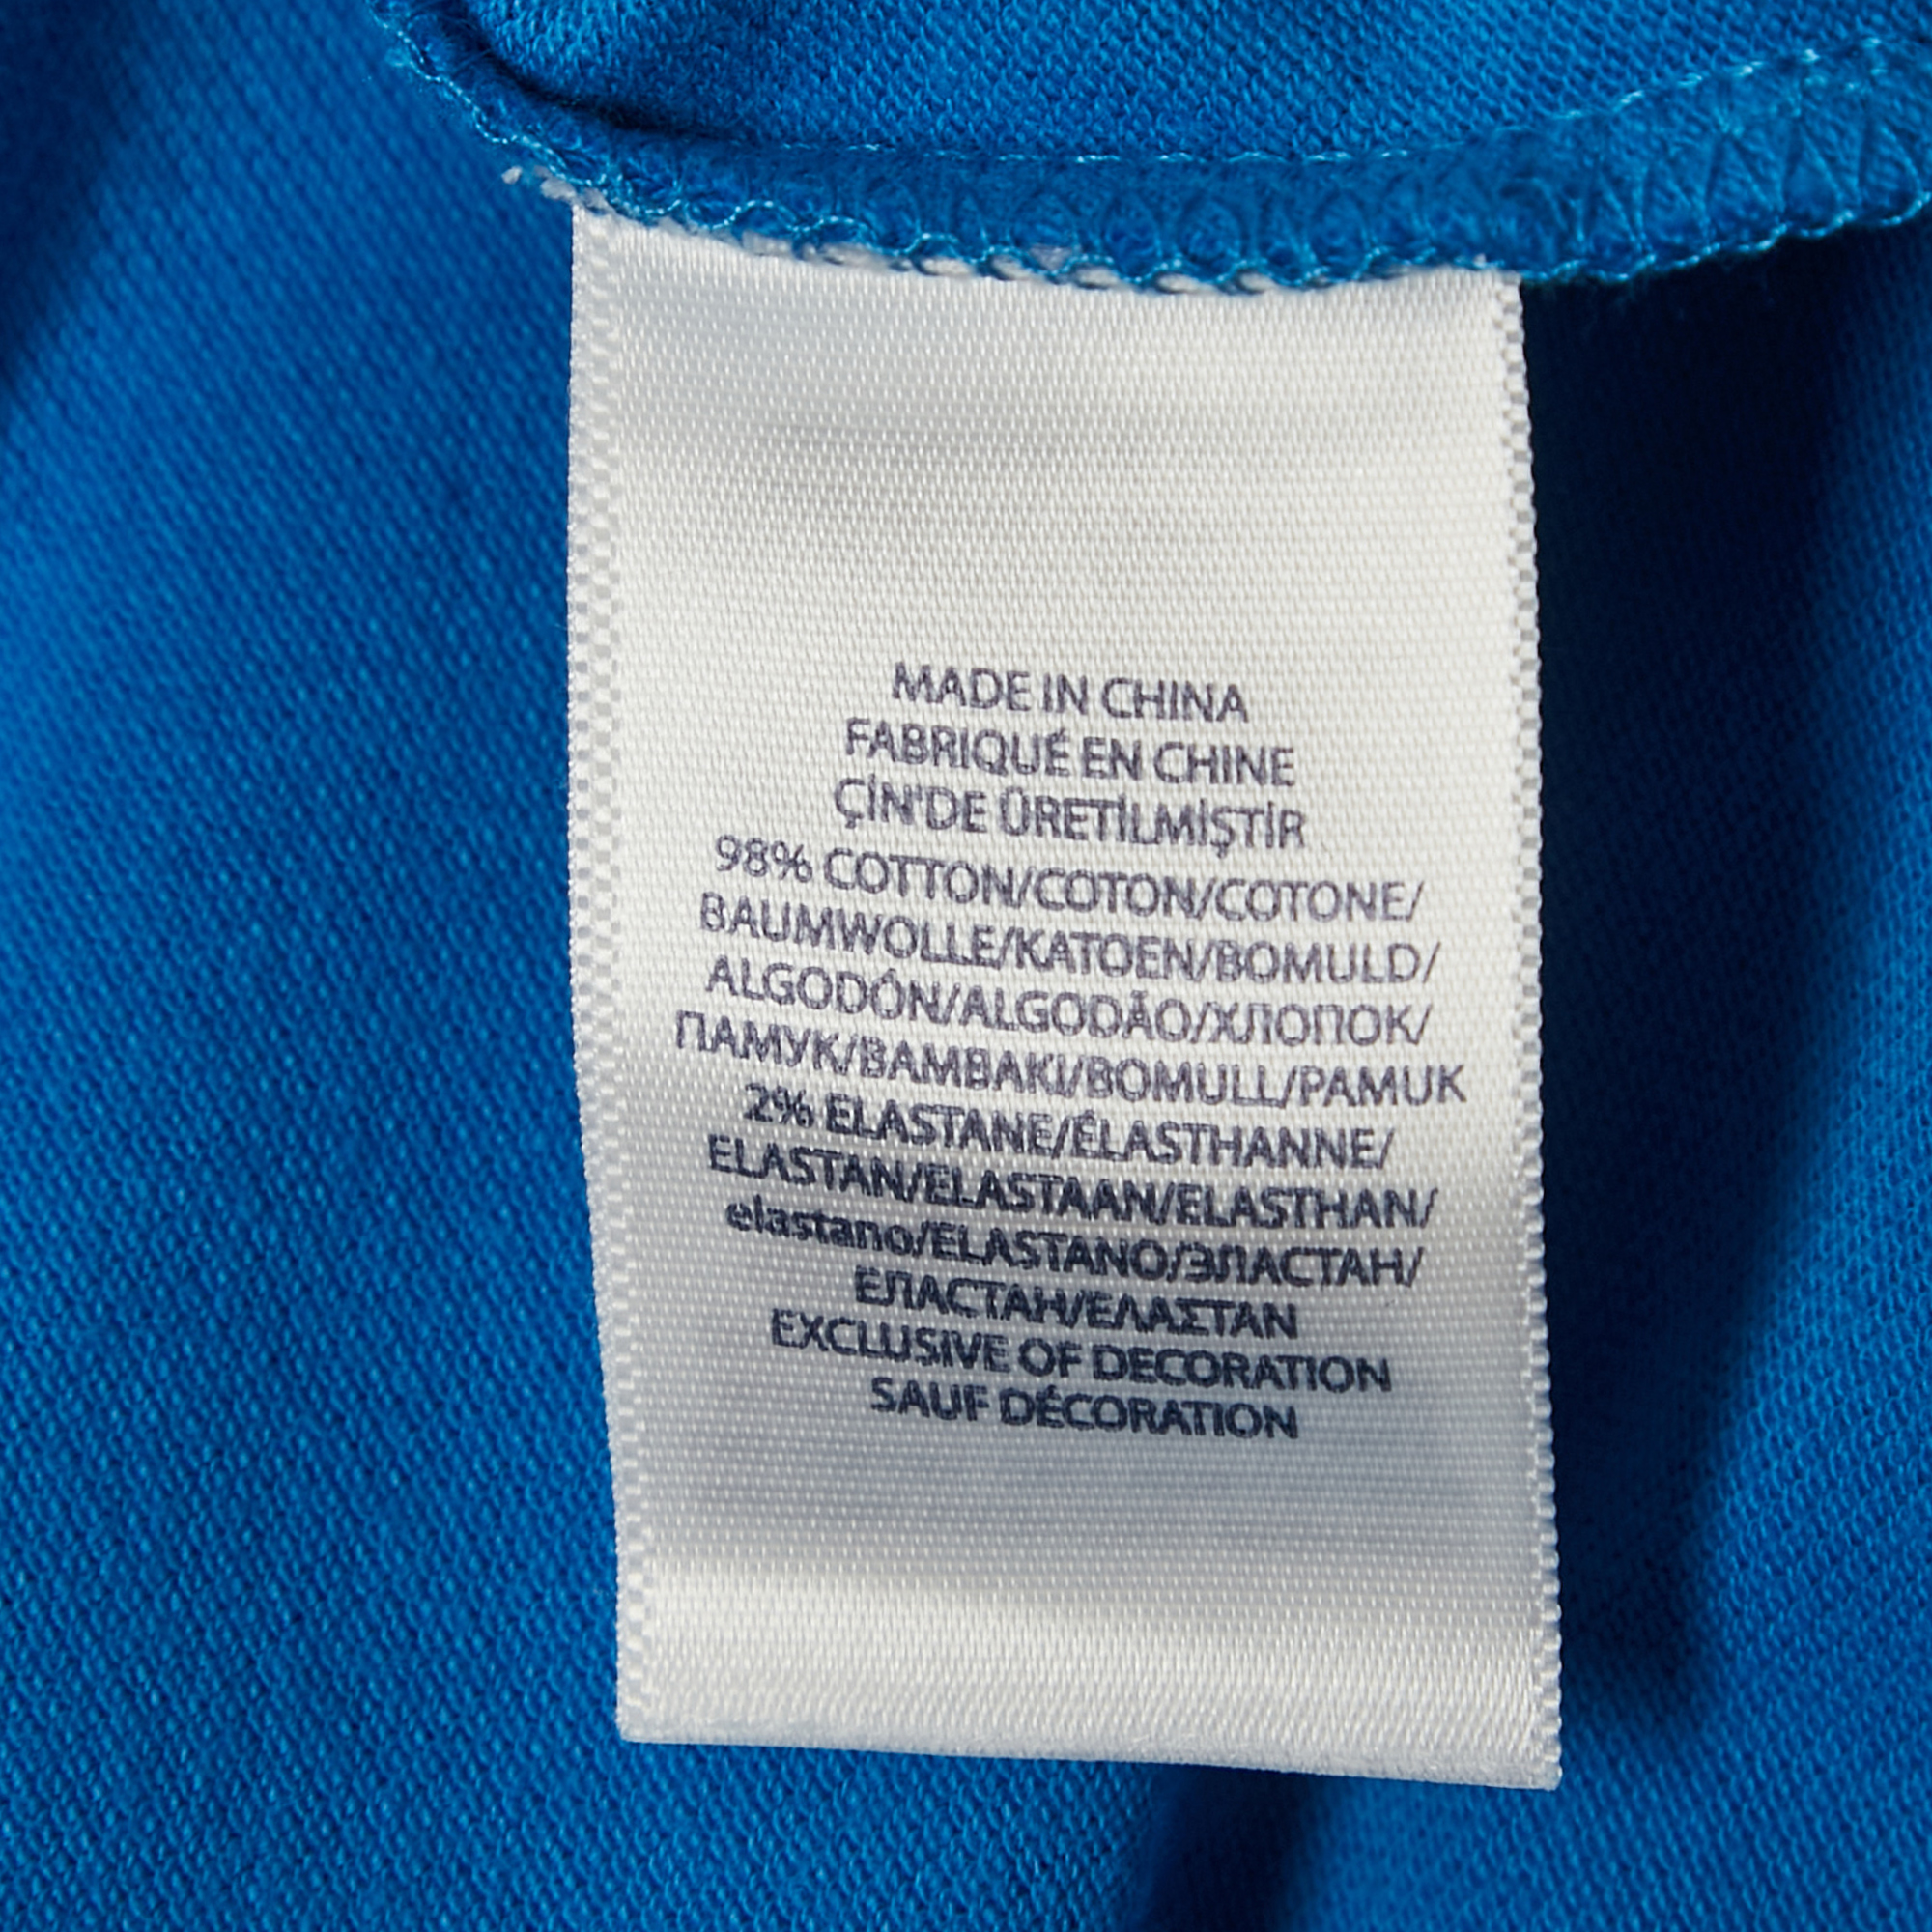 MADE IN CHINA
FABRIQUÉ EN CHINE
ÇİN'DE ÜRETİLMİŞTİR
98% COTTON/COTON/COTONE/
BAUMWOLLE/KATOEN/BOMULD/
ALGODÓN/ALGODÃO/ХЛОПОК/
ПАМУК/BAMBAKI/BOMULL/PAMUK
2% ELASTANE/ÉLASTHANNE/
ELASTAN/ELASTAAN/ELASTHAN/
elastano/ELASTANO/ЭЛАСТАН/
ЕЛАСТАН/ΕΛΑΣΤΑΝ
EXCLUSIVE OF DECORATION
SAUF DÉCORATION